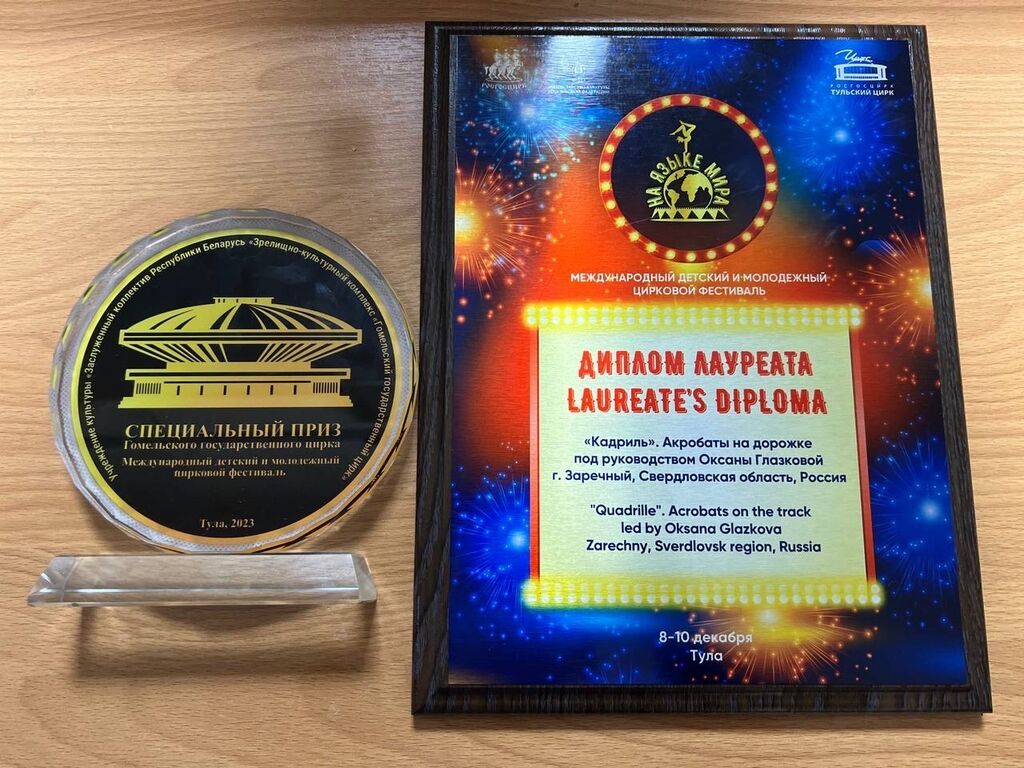 Учреждение культуры «Заслуженный коллектив Республики Беларусь «Зрелищно-культурный комплекс «Гомельский государственный цирк»
СПЕЦИАЛЬНЫЙ ПРИЗ
Гомельского государственного цирка
Международный детский и молодежный
цирковой фестиваль
Тула, 2023
РОСГОСЦИРК
Цирк
РОСГОСЦИРК
ТУЛЬСКИЙ ЦИРК
НА ЯЗЫКЕ МИРА
МЕЖДУНАРОДНЫЙ ДЕТСКИЙ И МОЛОДЕЖНЫЙ
ЦИРКОВОЙ ФЕСТИВАЛЬ
ДИПЛОМ ЛАУРЕАТА
LAUREATE'S DIPLOMA
«Кадриль». Акробаты на дорожке
под руководством Оксаны Глазковой
г. Заречный, Свердловская область, Россия
"Quadrille". Acrobats on the track
led by Oksana Glazkova
Zarechny, Sverdlovsk region, Russia
8-10 декабря
Тула